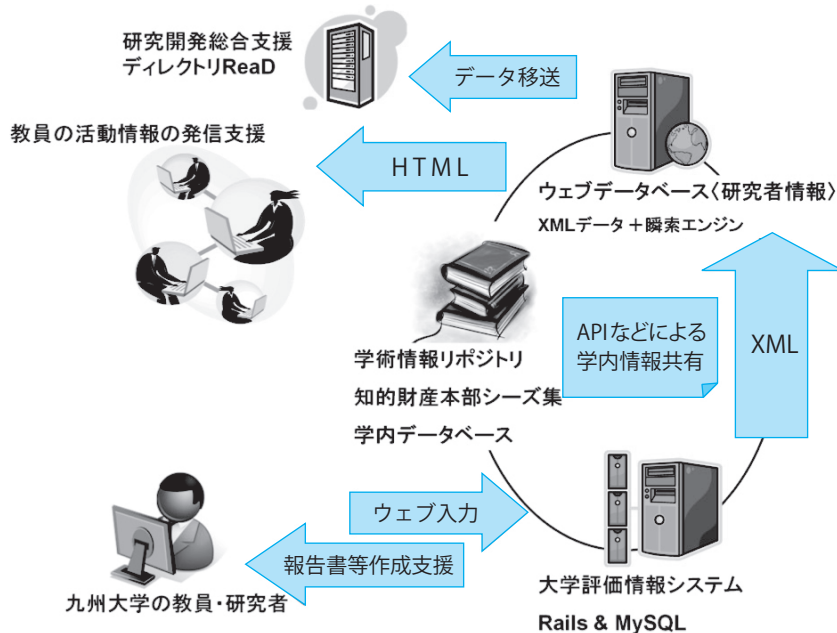 研究開発総合支援
ディレクトリReaD
データ移送
教員の活動情報の発信支援
HTML
ウェブデータベース〈研究者情報〉
XMLデータ+瞬索エンジン
APIなどによる
学内情報共有
XML
学術情報リポジトリ
知的財産本部シーズ集
学内データベース
ウェブ入力
報告書等作成支援
九州大学の教員・研究者
大学評価情報システム
Rails & MySQL